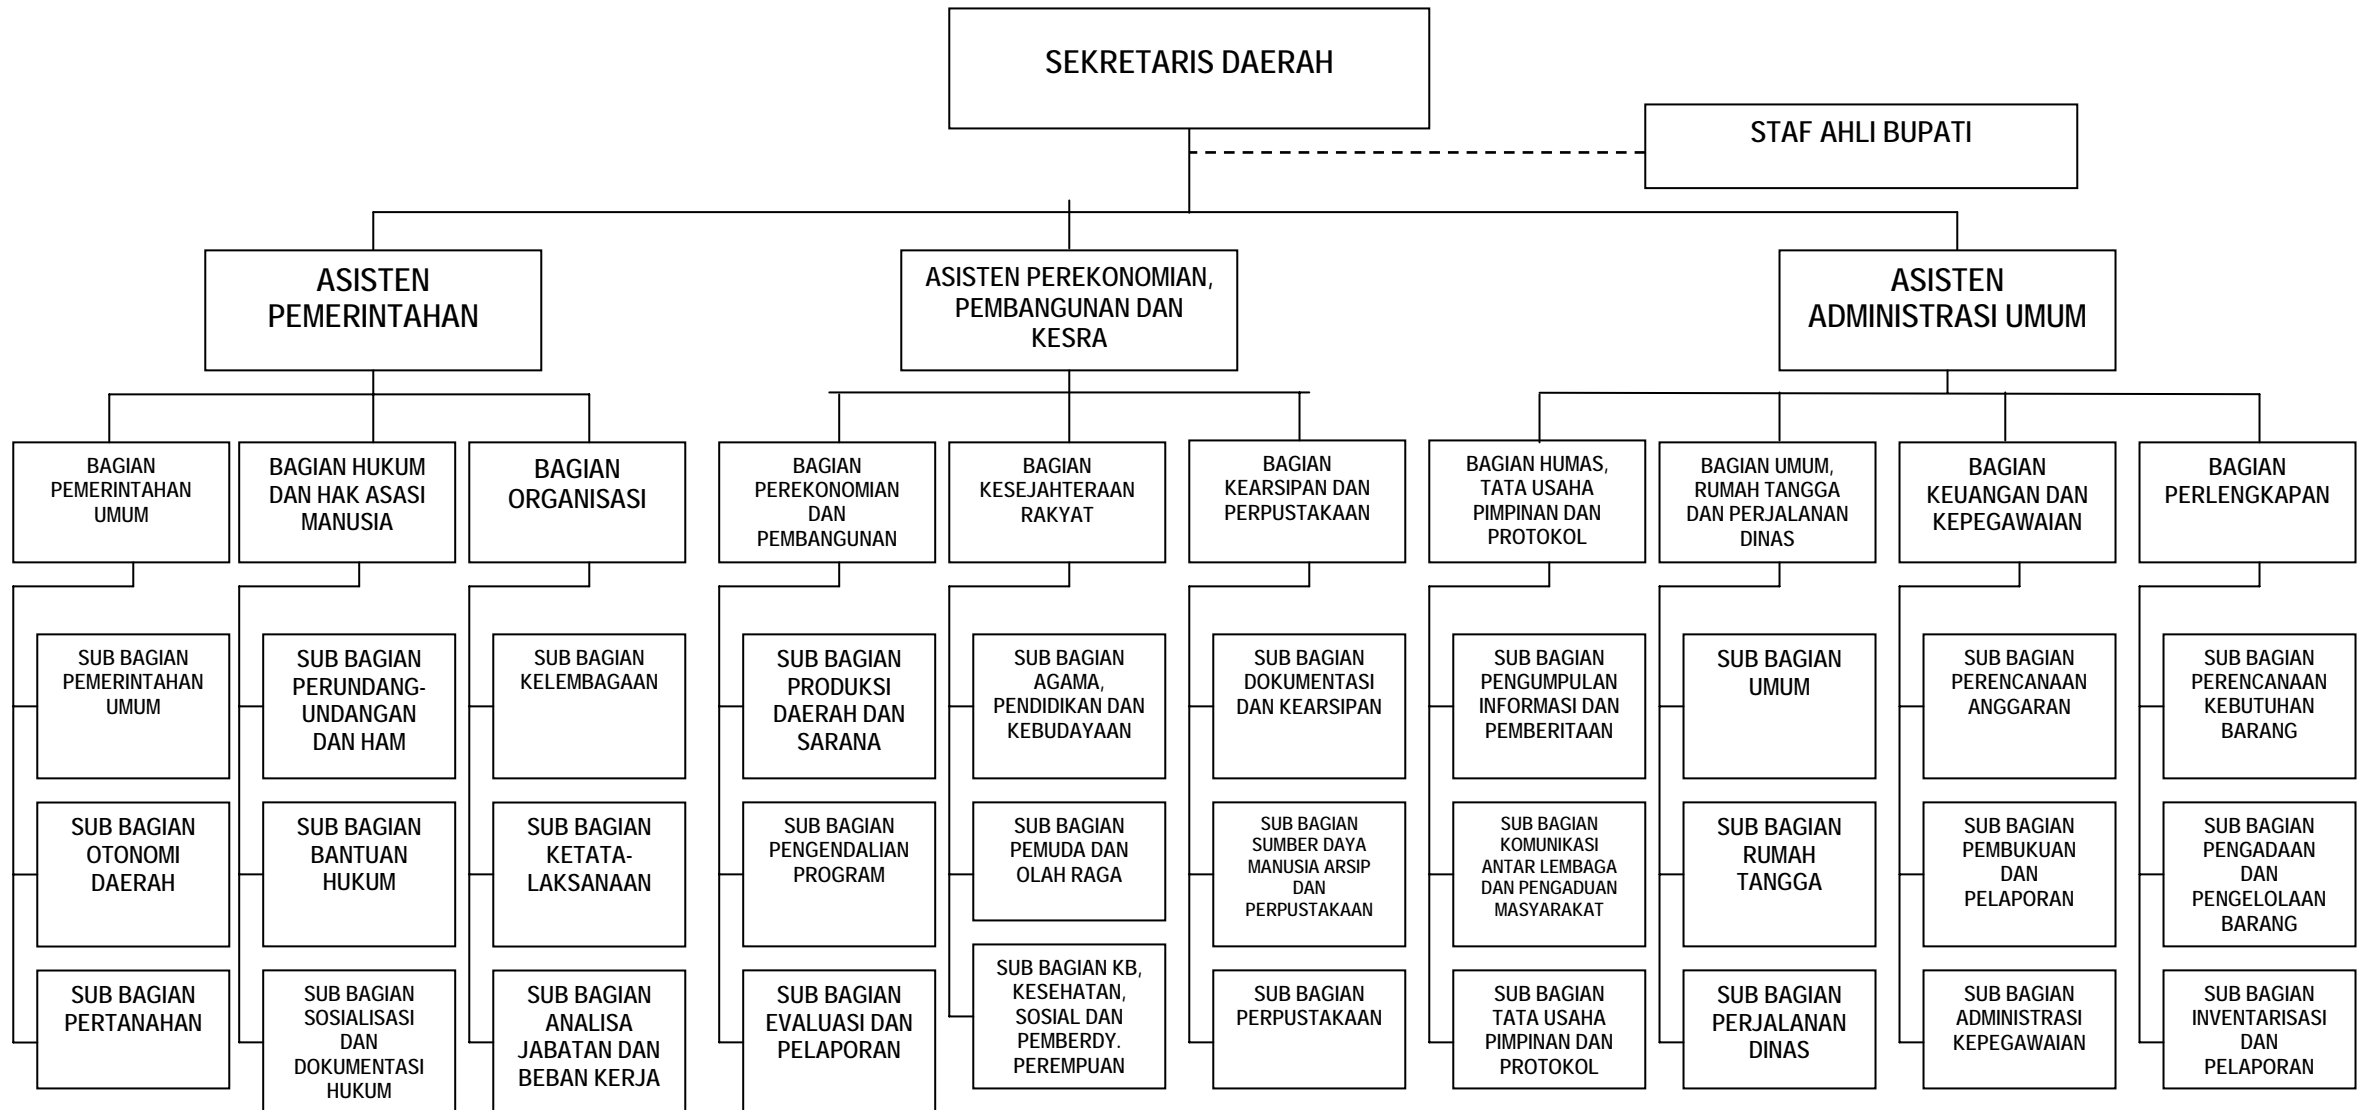 SEKRETARIS DAERAH
STAF AHLI BUPATI
ASISTEN
PEMERINTAHAN
ASISTEN PEREKONOMIAN,
PEMBANGUNAN DAN
KESRA
ASISTEN
ADMINISTRASI UMUM
BAGIAN
PEMERINTAHAN
UMUM
BAGIAN HUKUM
DAN HAK ASASI
MANUSIA
BAGIAN
ORGANISASI
BAGIAN
PEREKONOMIAN
DAN
PEMBANGUNAN
BAGIAN
KESEJAHTERAAN
RAKYAT
BAGIAN
KEARSIPAN DAN
PERPUSTAKAAN
BAGIAN HUMAS,
TATA USAHA
PIMPINAN DAN
PROTOKOL
BAGIAN UMUM,
RUMAH TANGGA
DAN PERJALANAN
DINAS
BAGIAN
KEUANGAN DAN
KEPEGAWAIAN
BAGIAN
PERLENGKAPAN
SUB BAGIAN
PEMERINTAHAN
UMUM
SUB BAGIAN
PERUNDANG-
UNDANGAN
DAN HAM
SUB BAGIAN
KELEMBAGAAN
SUB BAGIAN
PRODUKSI
DAERAH DAN
SARANA
SUB BAGIAN
AGAMA,
PENDIDIKAN DAN
KEBUDAYAAN
SUB BAGIAN
DOKUMENTASI
DAN KEARSIPAN
SUB BAGIAN
PENGUMPULAN
INFORMASI DAN
PEMBERITAAN
SUB BAGIAN
UMUM
SUB BAGIAN
PERENCANAAN
ANGGARAN
SUB BAGIAN
PERENCANAAN
KEBUTUHAN
BARANG
SUB BAGIAN
OTONOMI
DAERAH
SUB BAGIAN
BANTUAN
HUKUM
SUB BAGIAN
KETATA-
LAKSANAAN
SUB BAGIAN
PENGENDALIAN
PROGRAM
SUB BAGIAN
PEMUDA DAN
OLAH RAGA
SUB BAGIAN
SUMBER DAYA
MANUSIA ARSIP
DAN
PERPUSTAKAAN
SUB BAGIAN
KOMUNIKASI
ANTAR LEMBAGA
DAN PENGADUAN
MASYARAKAT
SUB BAGIAN
RUMAH
TANGGA
SUB BAGIAN
PEMBUKUAN
DAN
PELAPORAN
SUB BAGIAN
PENGADAAN
DAN
PENGELOLAAN
BARANG
SUB BAGIAN
PERTANAHAN
SUB BAGIAN
SOSIALISASI
DAN
DOKUMENTASI
HUKUM
SUB BAGIAN
ANALISA
JABATAN DAN
BEBAN KERJA
SUB BAGIAN
EVALUASI DAN
PELAPORAN
SUB BAGIAN KB,
KESEHATAN,
SOSIAL DAN
PEMBERDY.
PEREMPUAN
SUB BAGIAN
PERPUSTAKAAN
SUB BAGIAN
TATA USAHA
PIMPINAN DAN
PROTOKOL
SUB BAGIAN
PERJALANAN
DINAS
SUB BAGIAN
ADMINISTRASI
KEPEGAWAIAN
SUB BAGIAN
INVENTARISASI
DAN
PELAPORAN